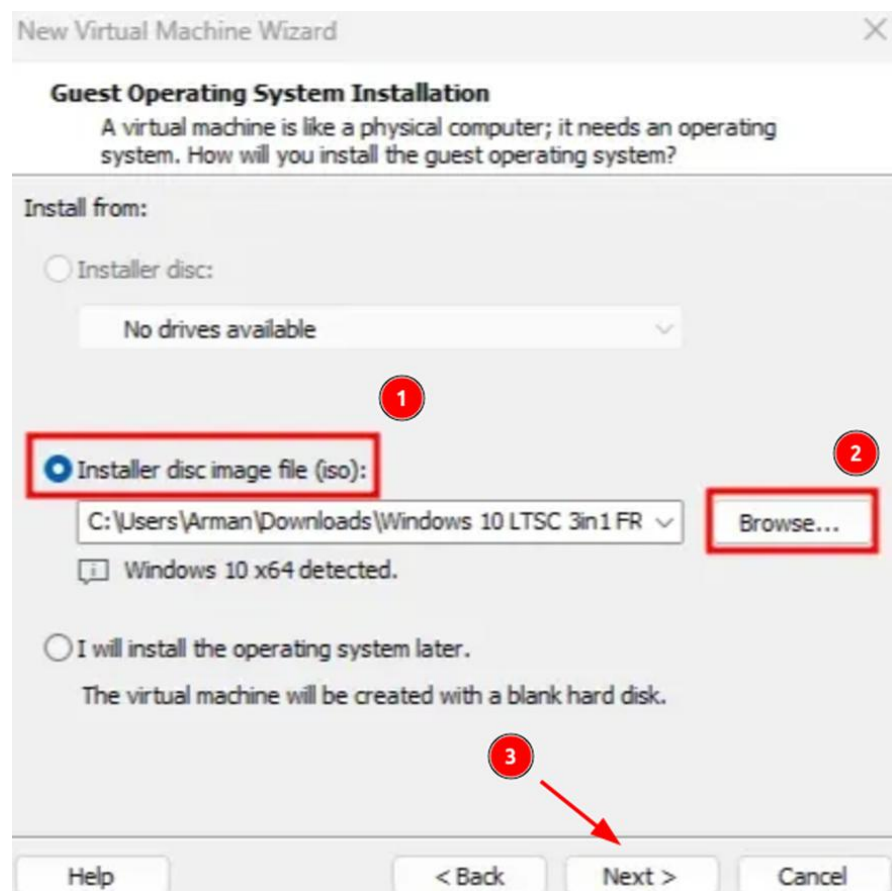 New Virtual Machine Wizard
Guest Operating System Installation
A virtual machine is like a physical computer; it needs an operating
system. How will you install the guest operating system?
Install from:
Installer disc:
No drives available
1
Installer disc image file (iso):
2
C:\Users\Arman\Downloads\Windows 10 LTSC 3in1 FR
Browse...
Windows 10 x64 detected.
I will install the operating system later.
The virtual machine will be created with a blank hard disk.
3
Help
< Back
Next >
Cancel